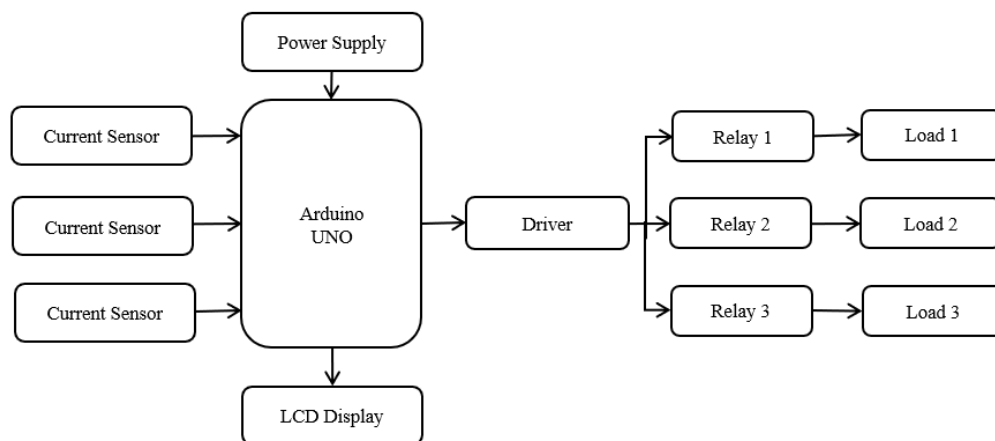 Power Supply
Current Sensor
Relay 1
Load 1
Current Sensor
Arduino
UNO
Driver
Relay 2
Load 2
Current Sensor
Relay 3
Load 3
LCD Display